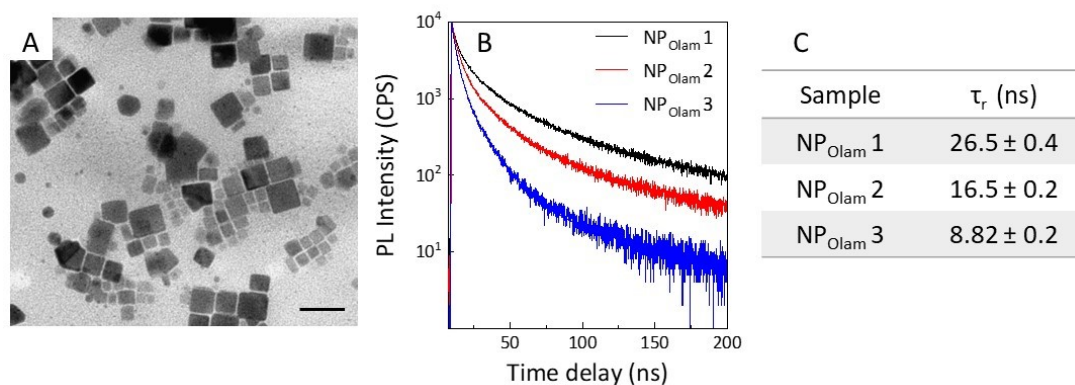 A
B
C
PL Intensity (CPS)
10⁴
10³
10² 
10¹
NP_Olam 1
NP_Olam 2
NP_Olam 3
50
100
150
200
Time delay (ns)
Sample τ_r (ns)
NP_Olam 1 26.5 ± 0.4
NP_Olam 2 16.5 ± 0.2
NP_Olam 3 8.82 ± 0.2